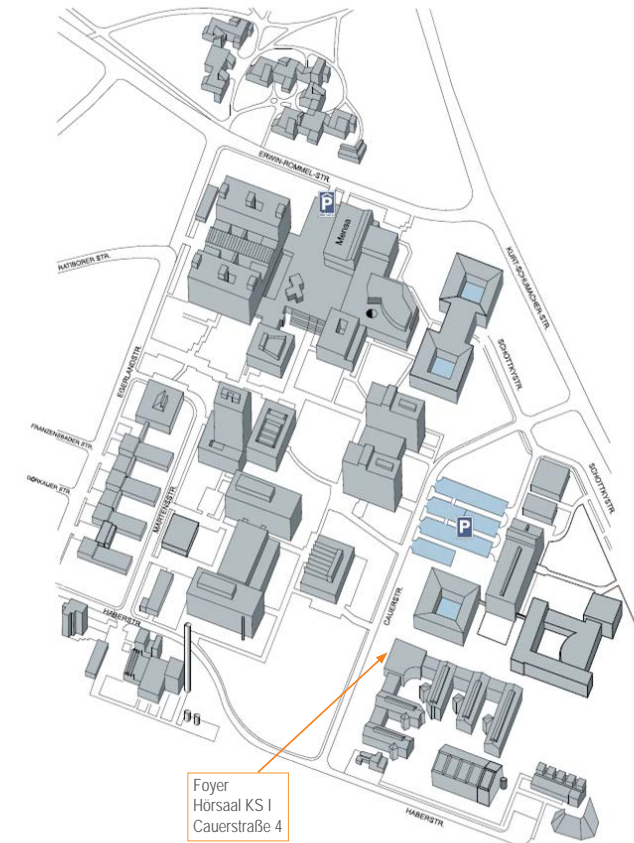 ERWIN-ROMMEL-STR.
P
Mensa
RATIBORER STR.
KURT-SCHUMACHER-STR.
EGERLANDSTR.
SCHOTTKYSTR.
FRANZENSBADER STR.
GÖRKAUER STR.
MARTENSSTR.
SCHOTTKYSTR.
P
CAUERSTR.
HABERSTR.
Foyer
Hörsaal KS I
Cauerstraße 4
HABERSTR.